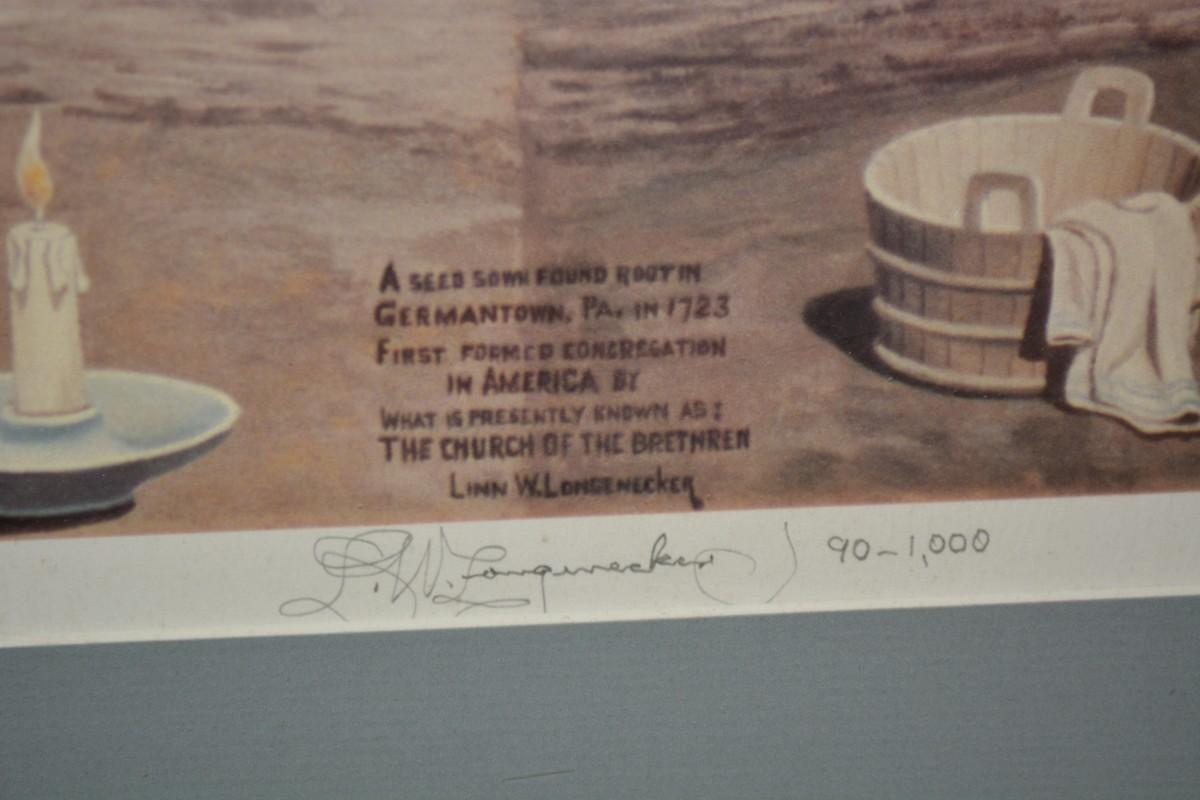 A SEED SOWN FOUND ROOT IN
GERMANTOWN, PA. IN 1723
FIRST FORMED CONGREGATION
IN AMERICA BY
WHAT IS PRESENTLY KNOWN AS:
THE CHURCH OF THE BRETHREN
LINN W. LONGENECKER
L. W. Longenecker 90-1,000